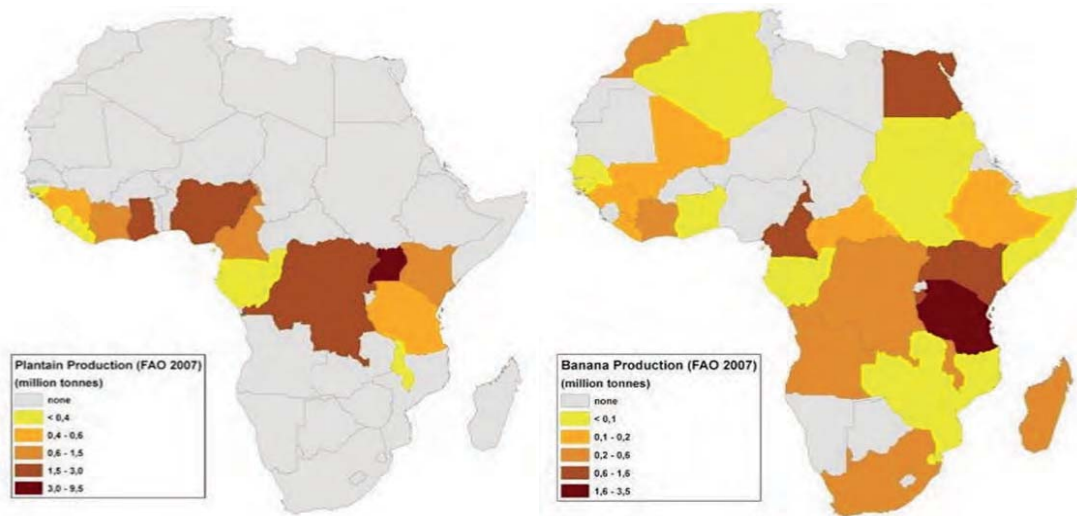 Plantain Production (FAO 2007)
(million tonnes)
none
< 0,4
0,4 - 0,6
0,6 - 1,5
1,5 - 3,0
3,0 - 9,5
Banana Production (FAO 2007)
(million tonnes)
none
< 0,1
0,1 - 0,2
0,2 - 0,6
0,6 - 1,6
1,6 - 3,5